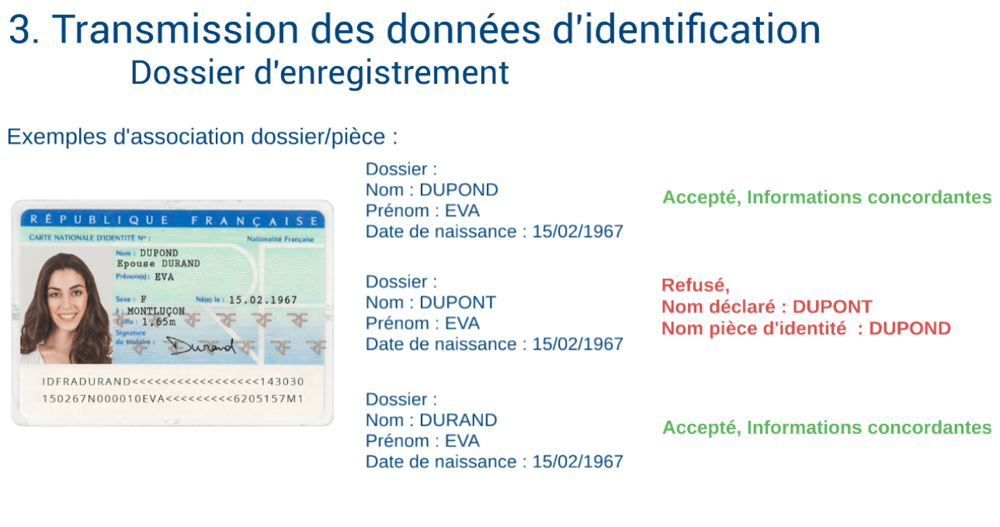 3. Transmission des données d'identification
Dossier d'enregistrement
Exemples d'association dossier/pièce :
RÉPUBLIQUE FRANÇAISE
CARTE NATIONALE D'IDENTITÉ Nº :
Nationalité Française
Nom : DUPOND
Epouse DURAND
Prénom(s) : EVA
Sexe : F
Né(e) le : 15.02.1967
à : MONTLUÇON
Taille : 1,65m
Signature
du titulaire :
Durand
IDFRADURAND<<<<<<<<<<<<<<<<<<143030
150267N000010EVA<<<<<<<<<<6205157M1
Dossier :
Nom : DUPOND
Prénom : EVA
Date de naissance : 15/02/1967
Accepté, Informations concordantes
Dossier :
Nom : DUPONT
Prénom : EVA
Date de naissance : 15/02/1967
Refusé,
Nom déclaré : DUPONT
Nom pièce d'identité  : DUPOND
Dossier :
Nom : DURAND
Prénom : EVA
Date de naissance : 15/02/1967
Accepté, Informations concordantes